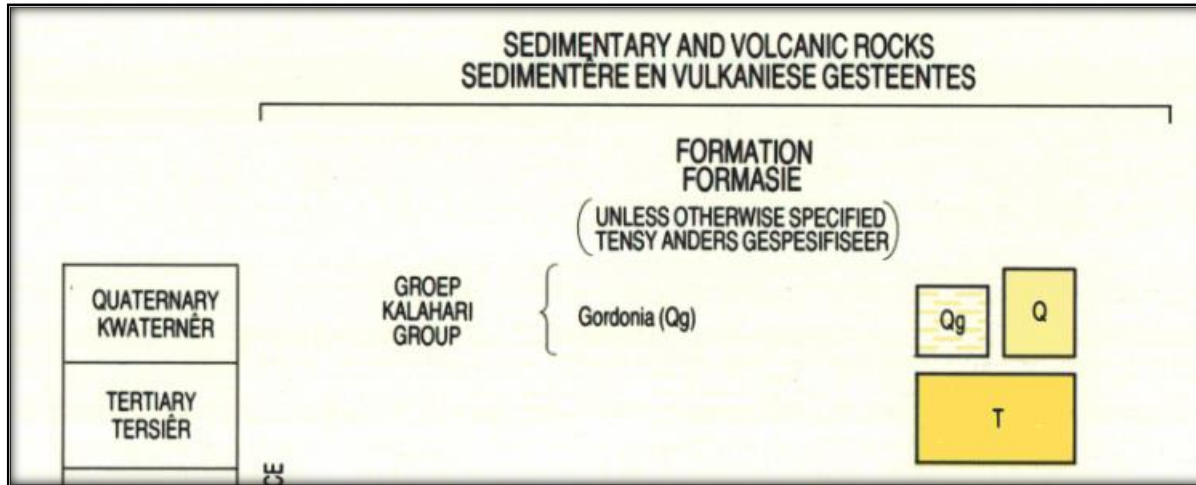 SEDIMENTARY AND VOLCANIC ROCKS
SEDIMENTÊRE EN VULKANIESE GESTEENTES
FORMATION
FORMASIE
(UNLESS OTHERWISE SPECIFIED
TENSY ANDERS GESPESIFISEER)
QUATERNARY
KWATERNÊR
GROEP
KALAHARI
GROUP
Gordonia (Qg)
Qg
Q
TERTIARY
TERSIÊR
T